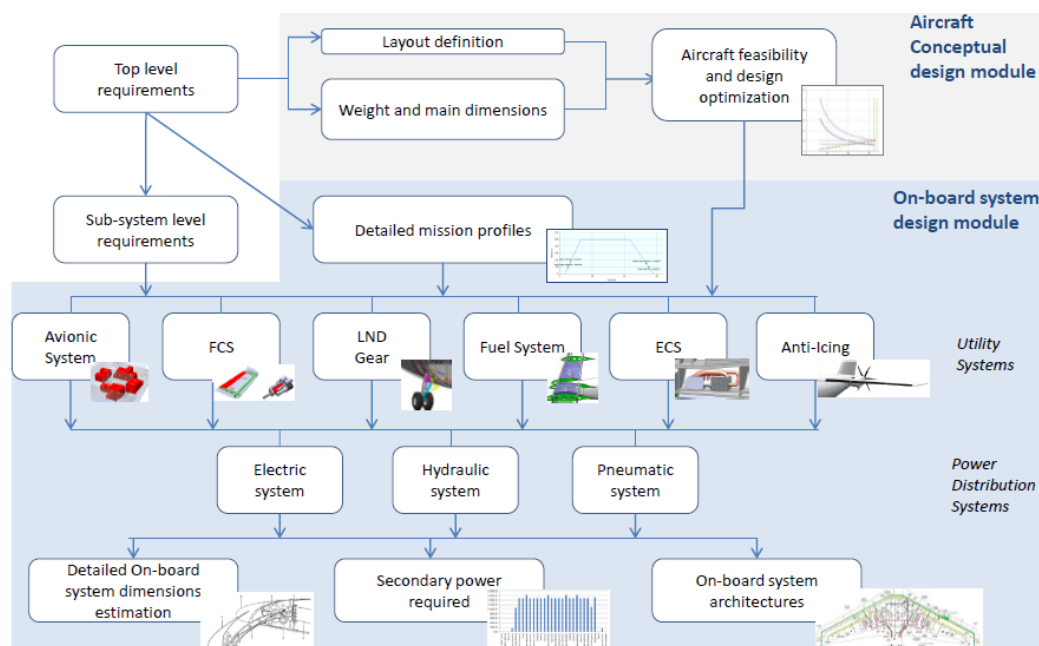 Aircraft
Conceptual
design module
Layout definition
Top level
requirements
Aircraft feasibility
and design
optimization
Weight and main dimensions
On-board system
design module
Sub-system level
requirements
Detailed mission profiles
Avionic
System
FCS
LND
Gear
Fuel System
ECS
Anti-Icing
Utility
Systems
Electric
system
Hydraulic
system
Pneumatic
system
Power
Distribution
Systems
Detailed On-board
system dimensions
estimation
Secondary power
required
On-board system
architectures